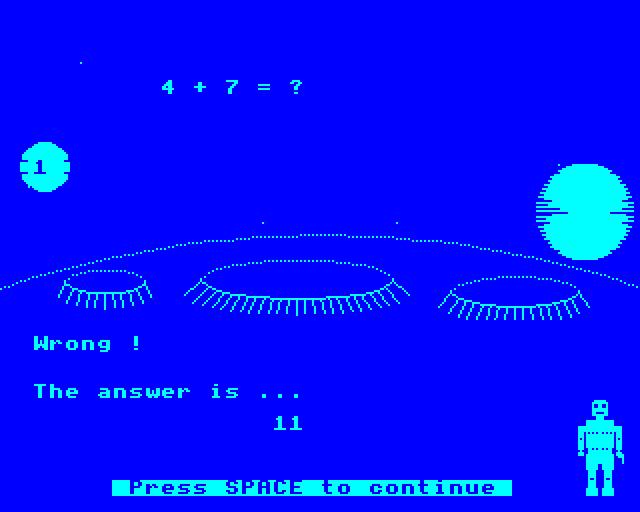 4 + 7 = ?
1
Wrong !
The answer is ...
11
Press SPACE to continue